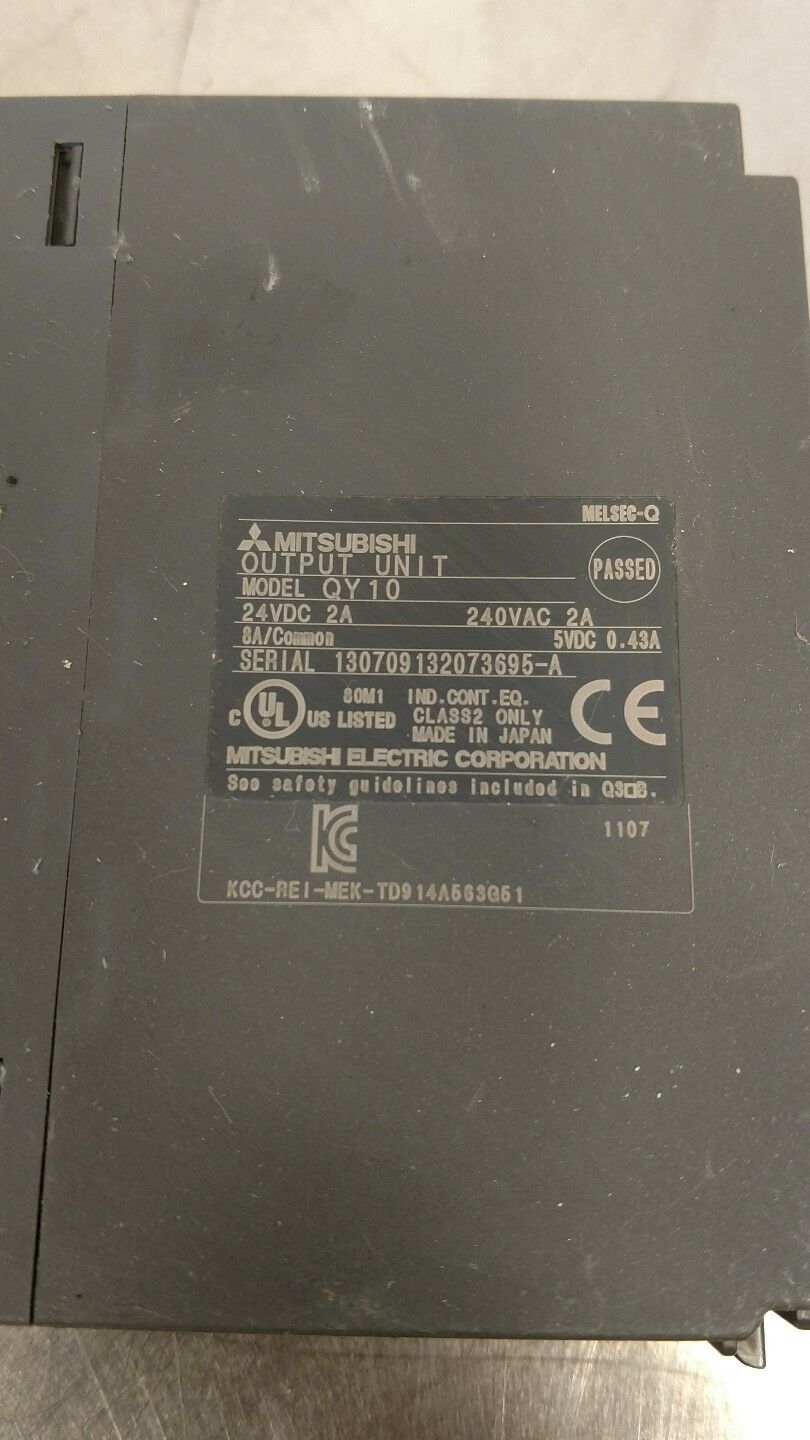 MELSEC-Q
MITSUBISHI
OUTPUT UNIT
PASSED
MODEL QY10
24VDC 2A 240VAC 2A
8A/Common 5VDC 0.43A
SERIAL 130709132073695-A
C UL US LISTED 80M1 IND.CONT.EQ.
CLASS2 ONLY
MADE IN JAPAN
CE
MITSUBISHI ELECTRIC CORPORATION
See safety guidelines included in Q3□B.
KC 1107
KCC-REI-MEK-TD914A563G51